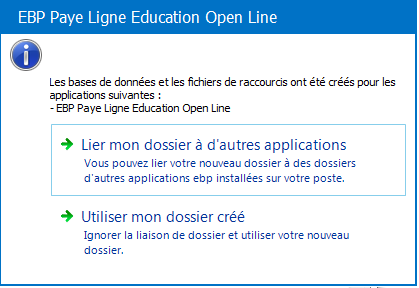 EBP Paye Ligne Education Open Line
Les bases de données et les fichiers de raccourcis ont été créés pour les
applications suivantes :
- EBP Paye Ligne Education Open Line
Lier mon dossier à d'autres applications
Vous pouvez lier votre nouveau dossier à des dossiers
d'autres applications ebp installées sur votre poste.
Utiliser mon dossier créé
Ignorer la liaison de dossier et utiliser votre nouveau
dossier.